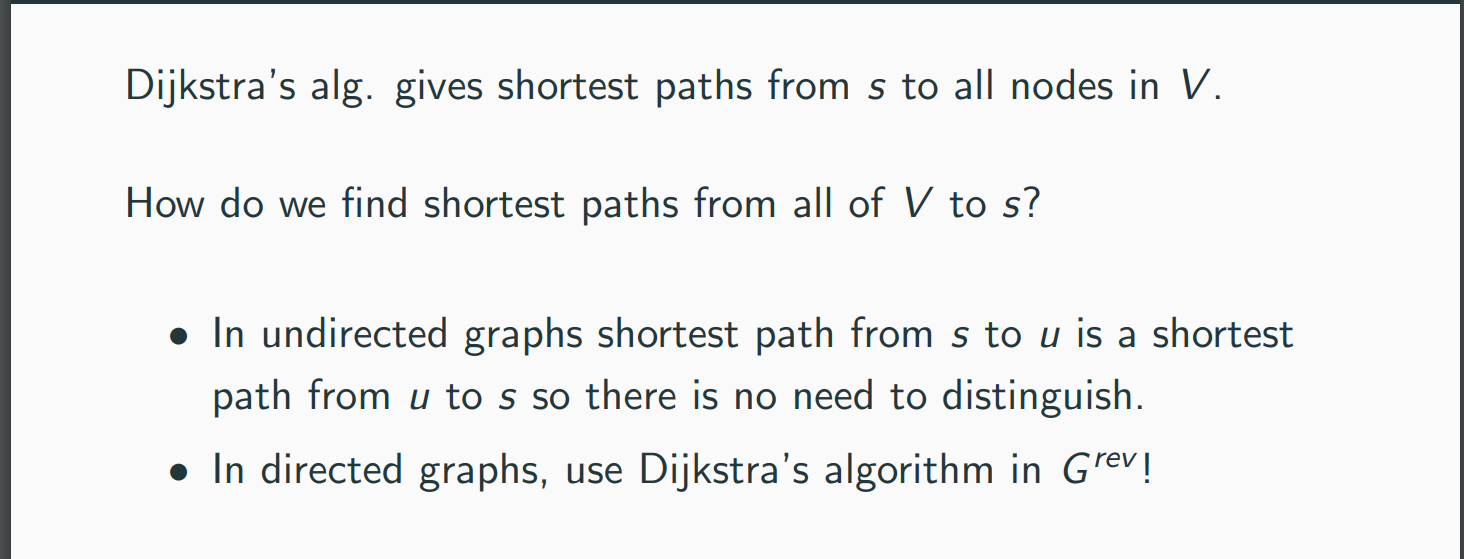 Dijkstra's alg. gives shortest paths from s to all nodes in V.
How do we find shortest paths from all of V to s?
• In undirected graphs shortest path from s to u is a shortest
path from u to s so there is no need to distinguish.
• In directed graphs, use Dijkstra's algorithm in G^rev!